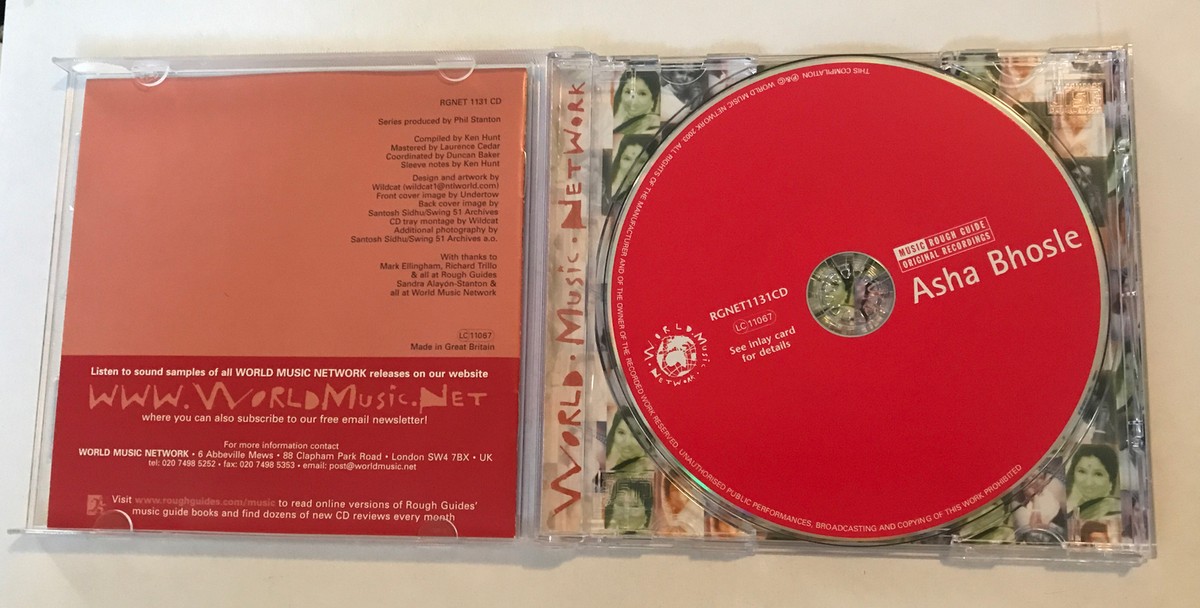 RGNET 1131 CD
Series produced by Phil Stanton
Compiled by Ken Hunt
Mastered by Laurence Cedar
Coordinated by Duncan Baker
Sleeve notes by Ken Hunt
Design and artwork by
Wildcat (wildcat1@ntlworld.com)
Front cover image by Undertow
Back cover image by
Santosh Sidhu/Swing 51 Archives
CD tray montage by Wildcat
Additional photography by
Santosh Sidhu/Swing 51 Archives a.o.
With thanks to
Mark Ellingham, Richard Trillo
& all at Rough Guides
Sandra Alayón-Stanton &
all at World Music Network
LC 11067
Made in Great Britain
Listen to sound samples of all WORLD MUSIC NETWORK releases on our website
WWW.WORLDMUSIC.NET
where you can also subscribe to our free email newsletter!
For more information contact
WORLD MUSIC NETWORK • 6 Abbeville Mews • 88 Clapham Park Road • London SW4 7BX • UK
tel: 020 7498 5252 • fax: 020 7498 5353 • email: post@worldmusic.net
Visit www.roughguides.com/music to read online versions of Rough Guides'
music guide books and find dozens of new CD reviews every month
WORLD • MUSIC • NETWORK
THIS COMPILATION ℗&© WORLD MUSIC NETWORK 2003. ALL RIGHTS OF THE MANUFACTURER AND OF THE OWNER OF THE RECORDED WORK RESERVED. UNAUTHORISED PUBLIC PERFORMANCES, BROADCASTING AND COPYING OF THIS WORK PROHIBITED
MUSIC ROUGH GUIDE
ORIGINAL RECORDINGS
Asha Bhosle
RGNET1131CD
LC 11067
See inlay card
for details
WORLD MUSIC NETWORK